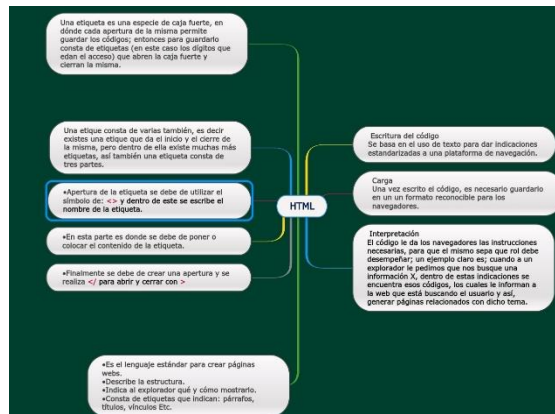 Una etiqueta es una especie de caja fuerte, en
dónde cada apertura de la misma permite
guardar los códigos; entonces para guardarlo
consta de etiquetas (en este caso los dígitos que
edan el acceso) que abren la caja fuerte y
cierran la misma.
Una etique consta de varias también, es decir
existes una etique que da el inicio y el cierre de
la misma, pero dentro de ella existe muchas más
etiquetas, así también una etiqueta consta de
tres partes.
•Apertura de la etiqueta se debe de utilizar el
símbolo de: <> y dentro de este se escribe el
nombre de la etiqueta.
•En esta parte es donde se debe de poner o
colocar el contenido de la etiqueta.
•Finalmente se debe de crear una apertura y se
realiza </ para abrir y cerrar con >
•Es el lenguaje estándar para crear páginas
webs.
•Describe la estructura.
•Indica al explorador qué y cómo mostrarlo.
•Consta de etiquetas que indican: párrafos,
títulos, vínculos Etc.
HTML
Escritura del código
Se basa en el uso de texto para dar indicaciones
estandarizadas a una plataforma de navegación.
Carga
Una vez escrito el código, es necesario guardarlo
en un un formato reconocible para los
navegadores.
Interpretación
El código le da los navegadores las instrucciones
necesarias, para que el mismo sepa que rol debe
desempeñar; un ejemplo claro es; cuando a un
explorador le pedimos que nos busque una
información X, dentro de estas indicaciones se
encuentra esos códigos, los cuales le informan a
la web que está buscando el usuario y así,
generar páginas relacionados con dicho tema.